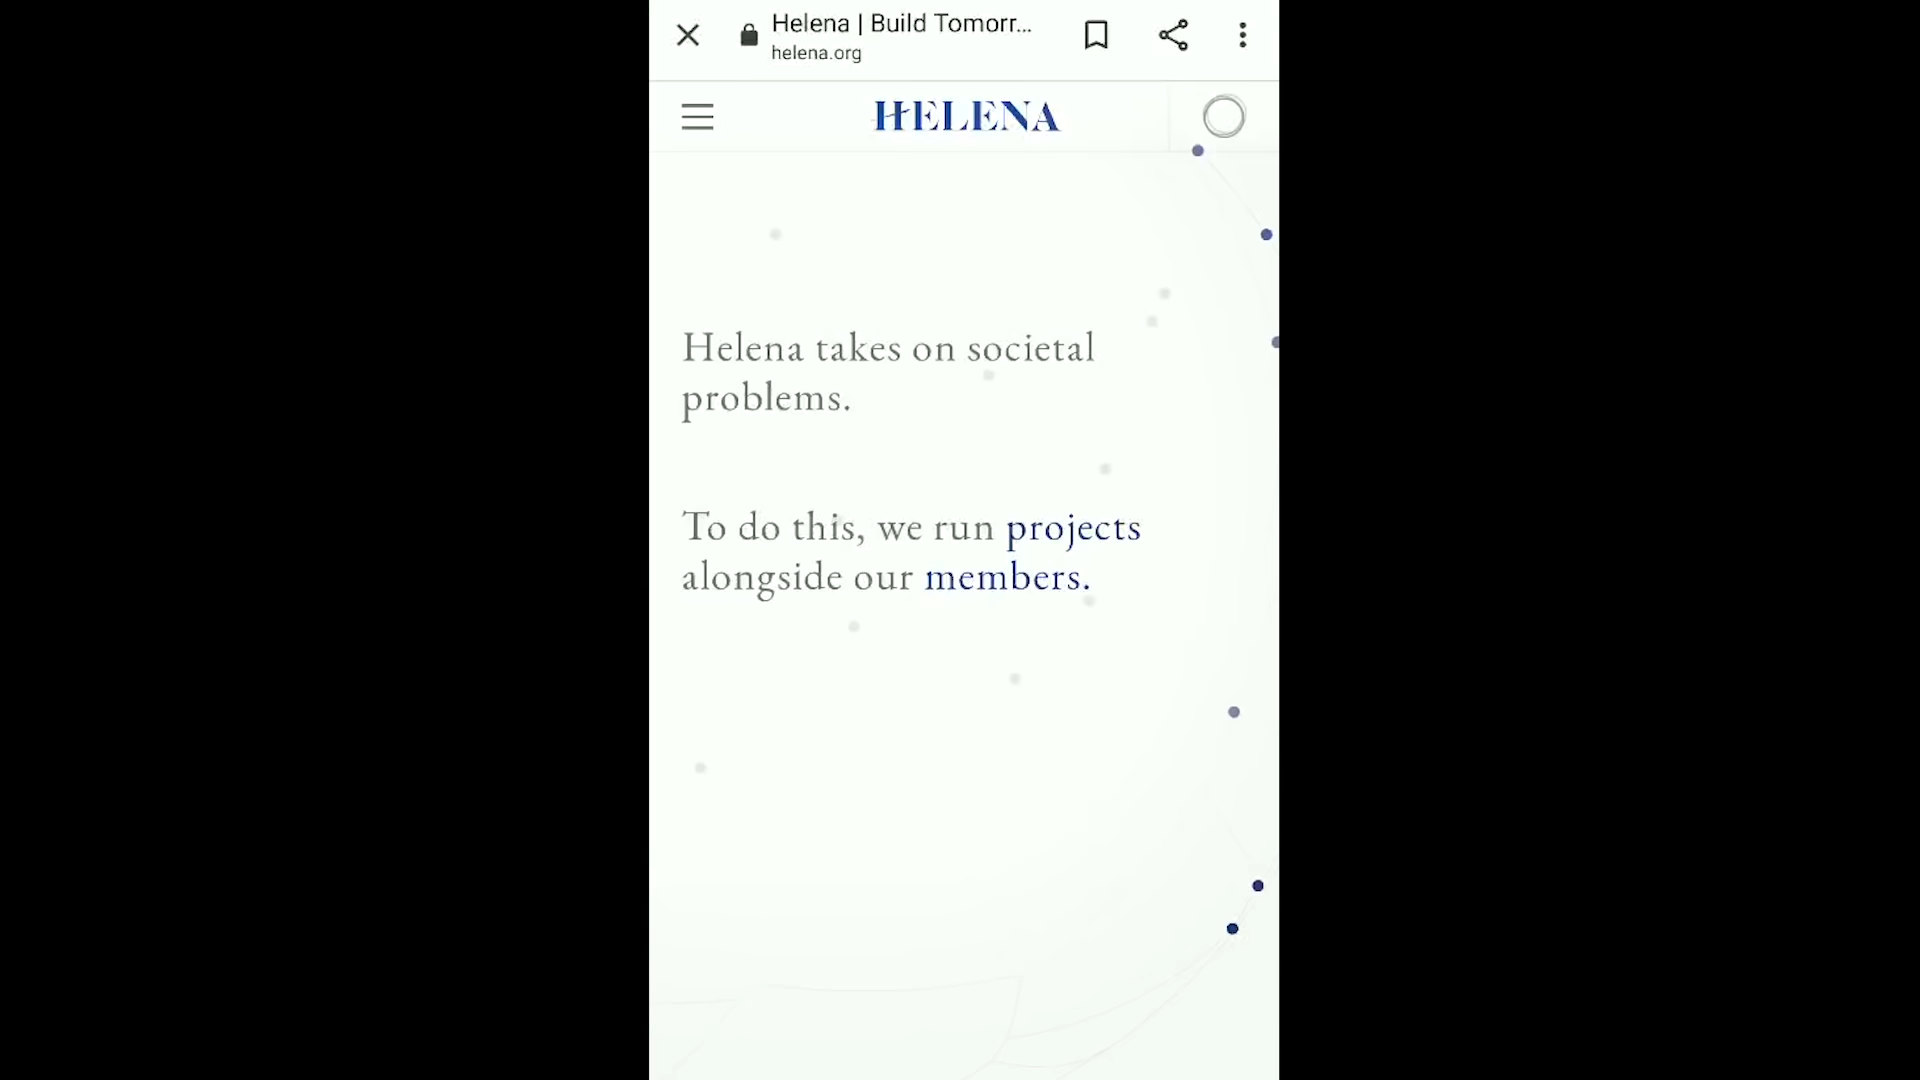 Helena | Build Tomorr...
helena.org
HELENA
Helena takes on societal
problems.
To do this, we run projects
alongside our members.